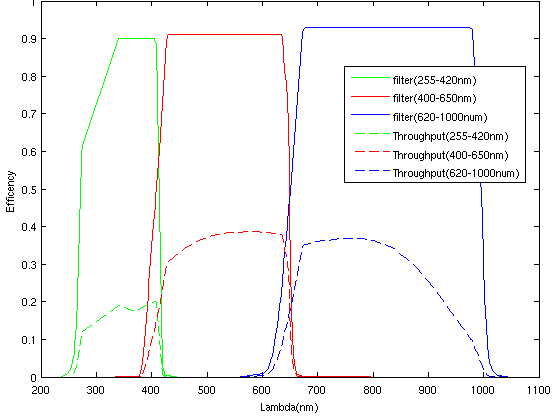 1
0.9
0.8
0.7
0.6
0.5
0.4
0.3
0.2
0.1
0
Efficency
filter(255-420nm)
filter(400-650nm)
filter(620-1000num)
Throughput(255-420nm)
Throughput(400-650nm)
Throughput(620-1000num)
200 300 400 500 600 700 800 900 1000 1100
Lambda(nm)